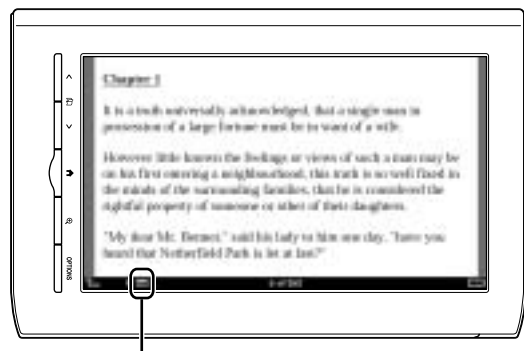 Chapter 1
It is a truth universally acknowledged, that a single man in
possession of a large fortune must be in want of a wife.
However little known the feelings or views of such a man may be
on his first entering a neighbourhood, this truth is so well fixed in
the minds of the surrounding families, that he is considered the
rightful property of someone or other of their daughters.
"My dear Mr. Bennet," said his lady to him one day, "have you
heard that Netherfield Park is let at last?"
OPTIONS